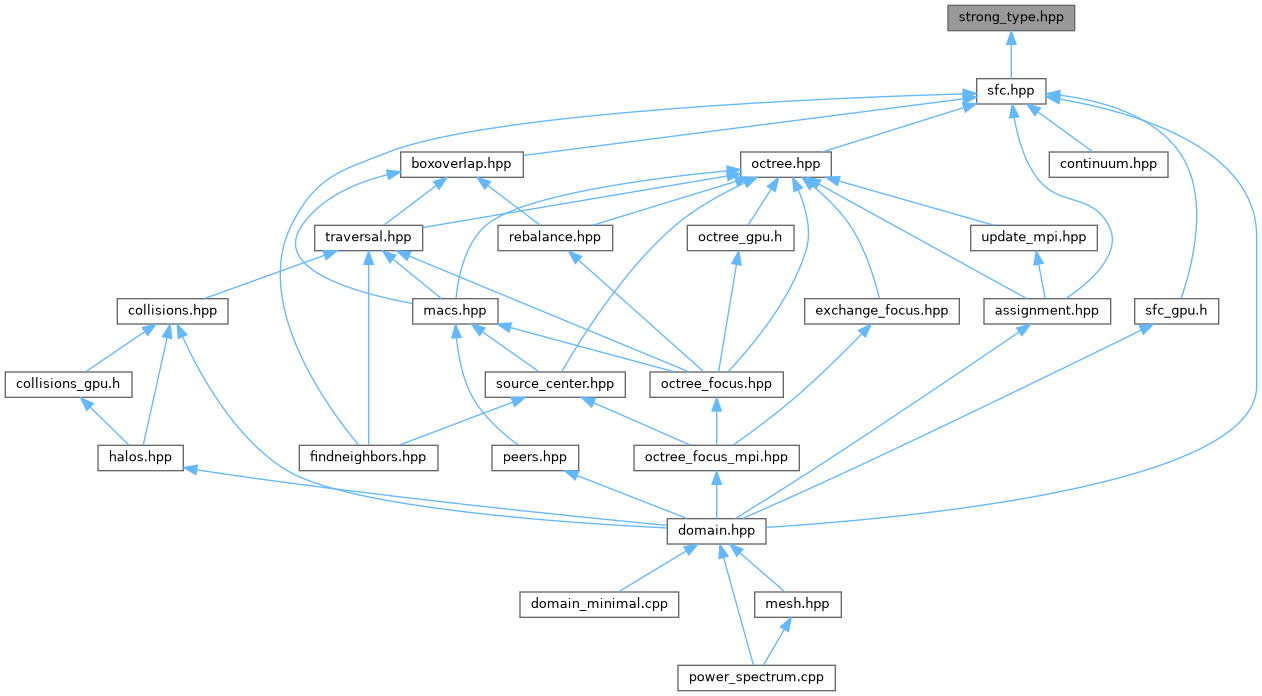 strong_type.hpp
sfc.hpp
boxoverlap.hpp
octree.hpp
continuum.hpp
traversal.hpp
rebalance.hpp
octree_gpu.h
update_mpi.hpp
collisions.hpp
macs.hpp
exchange_focus.hpp
assignment.hpp
sfc_gpu.h
collisions_gpu.h
source_center.hpp
octree_focus.hpp
halos.hpp
findneighbors.hpp
peers.hpp
octree_focus_mpi.hpp
domain.hpp
domain_minimal.cpp
mesh.hpp
power_spectrum.cpp